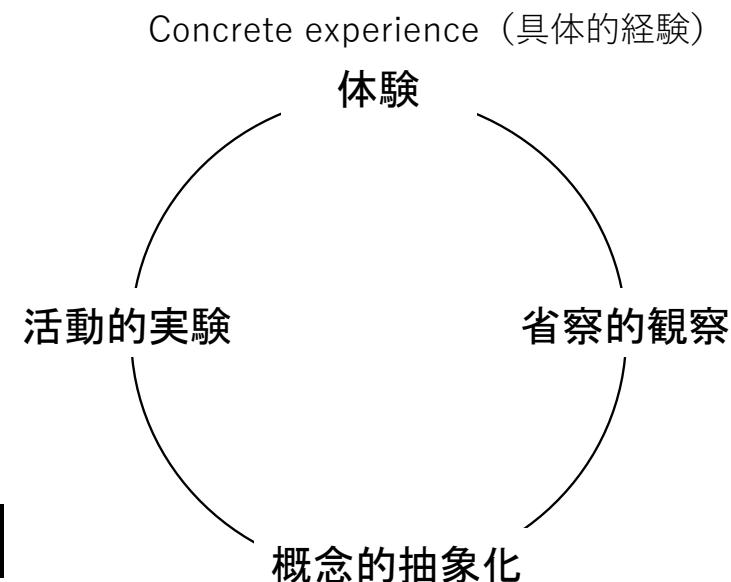 Concrete experience（具体的経験）
体験
活動的実験
省察的観察
概念的抽象化